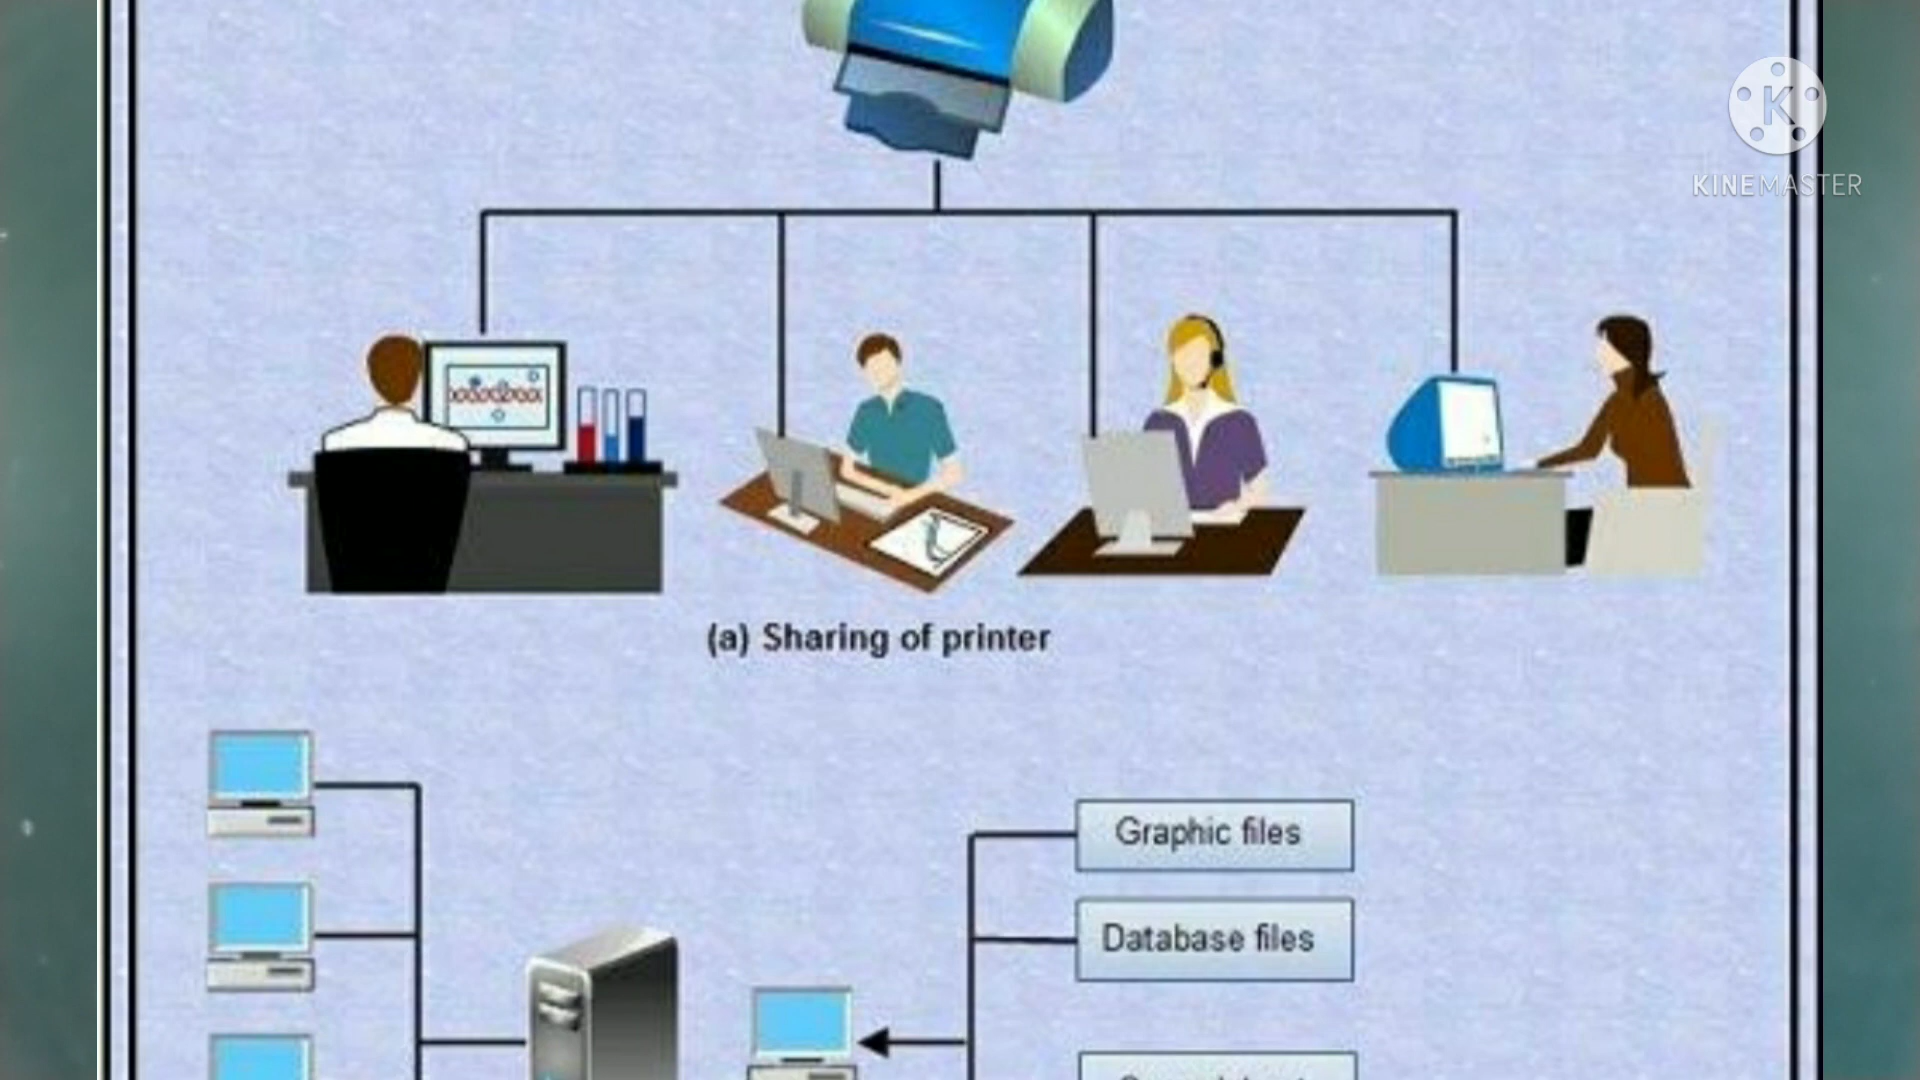 K
KINEMASTER
(a) Sharing of printer
Graphic files
Database files